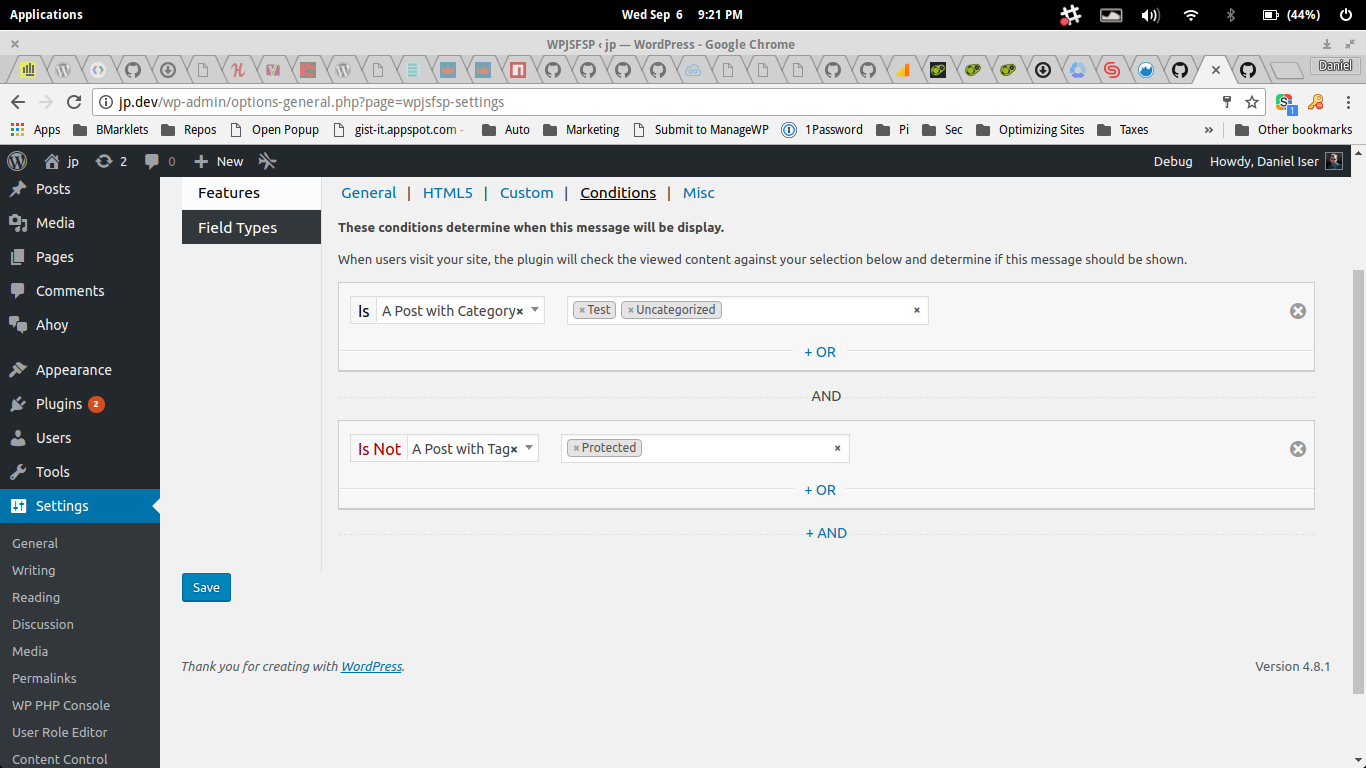 Applications
Wed Sep 6 9:21 PM
(44%)
WPJSFSP ‹ jp — WordPress - Google Chrome
Daniel
jp.dev/wp-admin/options-general.php?page=wpjsfsp-settings
1
Apps BMarklets Repos Open Popup gist-it.appspot.com - Auto Marketing Submit to ManageWP 1Password Pi Sec Optimizing Sites Taxes » Other bookmarks
jp 2 0 + New Debug Howdy, Daniel Iser
Posts
Media
Pages
Comments
Ahoy
Appearance
Plugins 2
Users
Tools
Settings
General
Writing
Reading
Discussion
Media
Permalinks
WP PHP Console
User Role Editor
Content Control
Features
Field Types
General | HTML5 | Custom | Conditions | Misc
These conditions determine when this message will be display.
When users visit your site, the plugin will check the viewed content against your selection below and determine if this message should be shown.
Is A Post with Category× ×Test ×Uncategorized ×
+ OR
AND
Is Not A Post with Tag× ×Protected ×
+ OR
+ AND
Save
Thank you for creating with WordPress.
Version 4.8.1